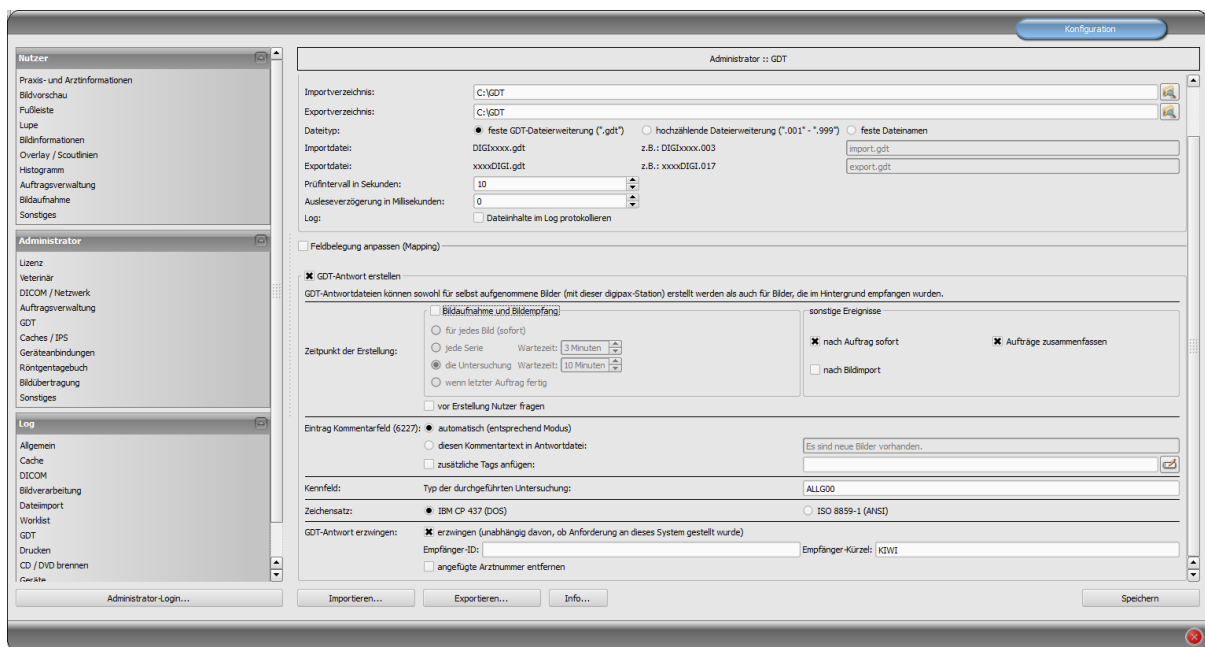 Konfiguration
Nutzer
Praxis- und Arztinformationen
Bildvorschau
Fußleiste
Lupe
Bildinformationen
Overlay / Scoutlinien
Histogramm
Auftragsverwaltung
Bildaufnahme
Sonstiges
Administrator
Lizenz
Veterinär
DICOM / Netzwerk
Auftragsverwaltung
GDT
Caches / IPS
Geräteanbindungen
Röntgentagebuch
Bildübertragung
Sonstiges
Log
Allgemein
Cache
DICOM
Bildverarbeitung
Dateiimport
Worklist
GDT
Drucken
CD / DVD brennen
Geräte
Administrator-Login...
Administrator :: GDT
Importverzeichnis: C:\GDT
Exportverzeichnis: C:\GDT
Dateityp: feste GDT-Dateierweiterung (".gdt") hochzählende Dateierweiterung (".001" - ".999") feste Dateinamen
Importdatei: DIGIxxxx.gdt z.B.: DIGIxxxx.003 import.gdt
Exportdatei: xxxxDIGI.gdt z.B.: xxxxDIGI.017 export.gdt
Prüfintervall in Sekunden: 10
Ausleseverzögerung in Millisekunden: 0
Log: Dateiinhalte im Log protokollieren
Feldbelegung anpassen (Mapping)
GDT-Antwort erstellen
GDT-Antwortdateien können sowohl für selbst aufgenommene Bilder (mit dieser digipax-Station) erstellt werden als auch für Bilder, die im Hintergrund empfangen wurden.
Zeitpunkt der Erstellung:
Bildaufnahme und Bildempfang
für jedes Bild (sofort)
jede Serie Wartezeit: 3 Minuten
die Untersuchung Wartezeit: 10 Minuten
wenn letzter Auftrag fertig
vor Erstellung Nutzer fragen
sonstige Ereignisse
nach Auftrag sofort Aufträge zusammenfassen
nach Bildimport
Eintrag Kommentarfeld (6227): automatisch (entsprechend Modus)
diesen Kommentartext in Antwortdatei: Es sind neue Bilder vorhanden.
zusätzliche Tags anfügen:
Kennfeld: Typ der durchgeführten Untersuchung: ALLG00
Zeichensatz: IBM CP 437 (DOS) ISO 8859-1 (ANSI)
GDT-Antwort erzwingen: erzwingen (unabhängig davon, ob Anforderung an dieses System gestellt wurde)
Empfänger-ID: Empfänger-Kürzel: KIWI
angefügte Arztnummer entfernen
Importieren... Exportieren... Info... Speichern